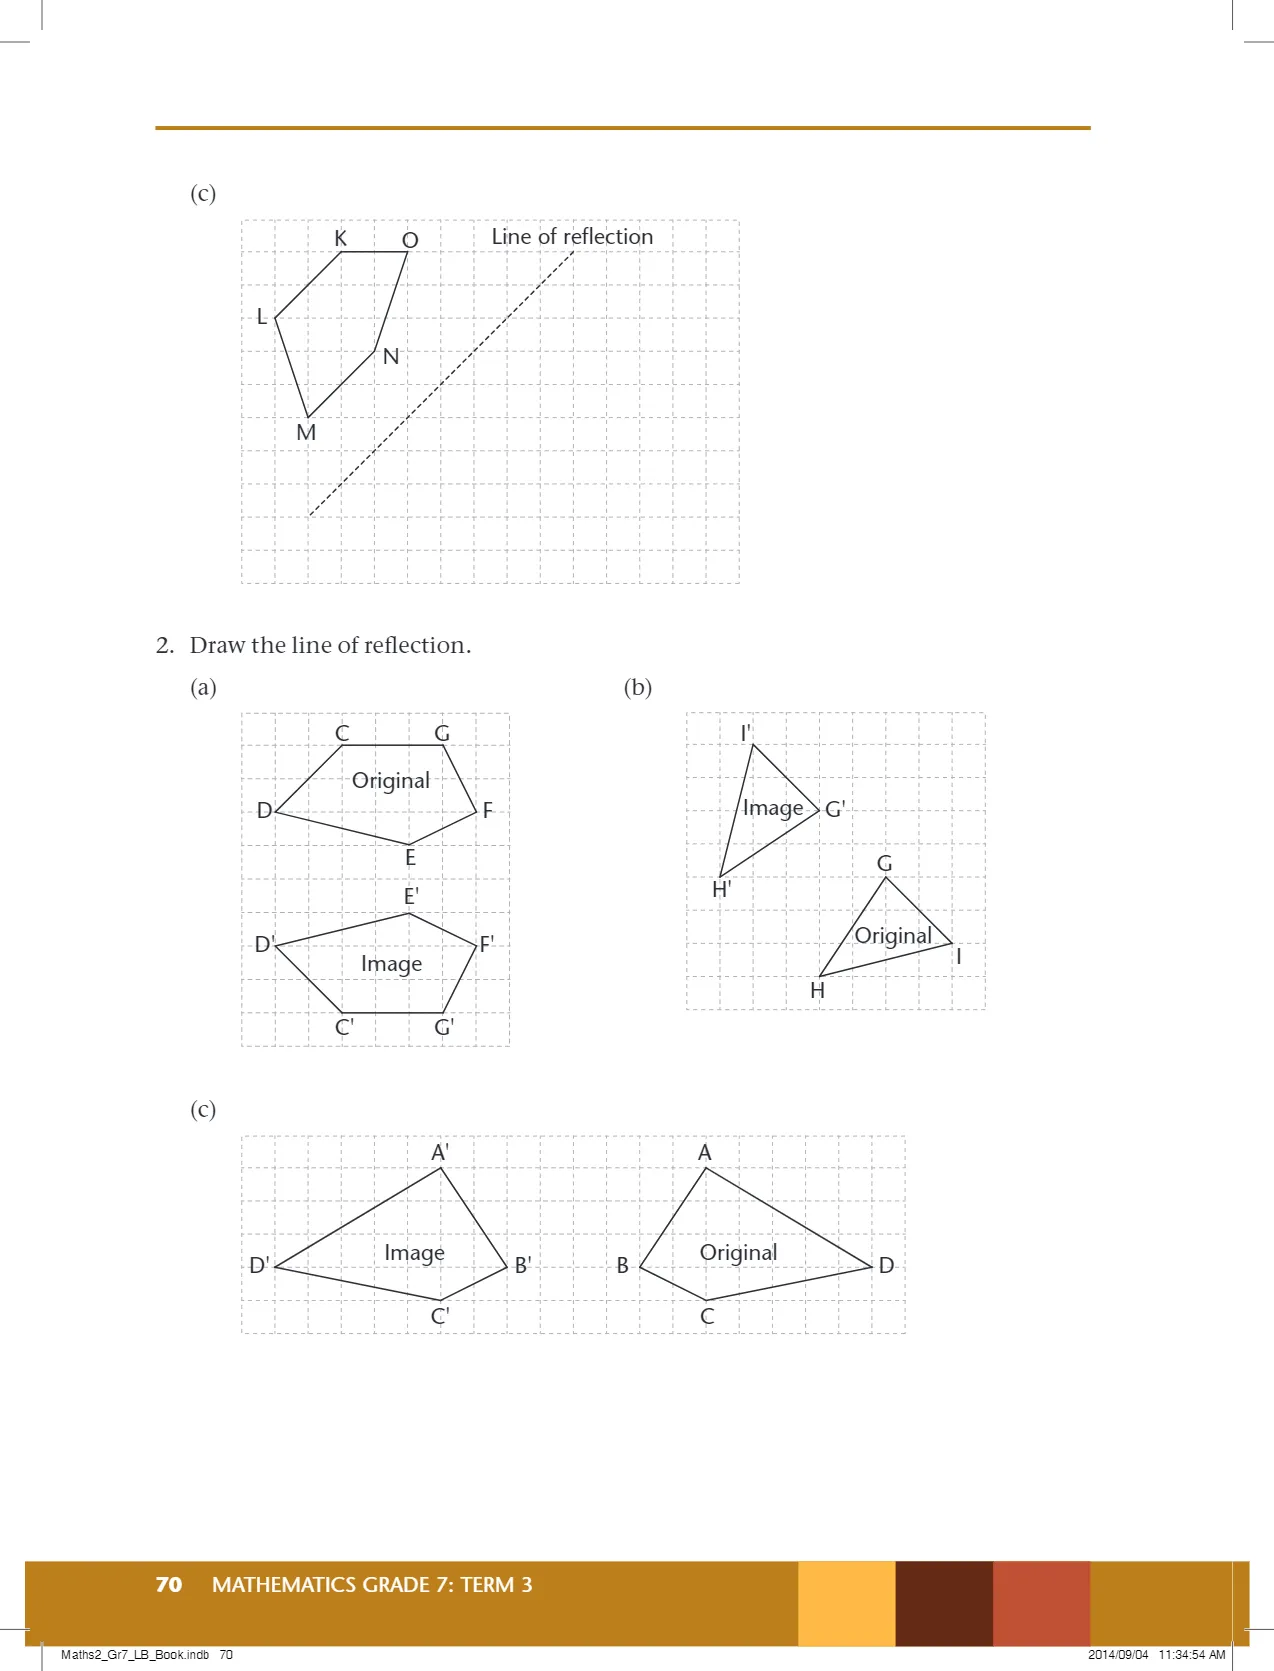 (c)
K
O
Line of reflection
L
N
M
2. Draw the line of reflection.
(a)
(b)
C
G
Original
D
F
E
E'
D'
F'
Image
C'
G'
I'
Image
G'
H'
G
Original
I
H
(c)
A'
A
Image
Original
D'
B'
B
D
C'
C
70 MATHEMATICS GRADE 7: TERM 3
Maths2_Gr7_LB_Book.indb 70
2014/09/04 11:34:54 AM